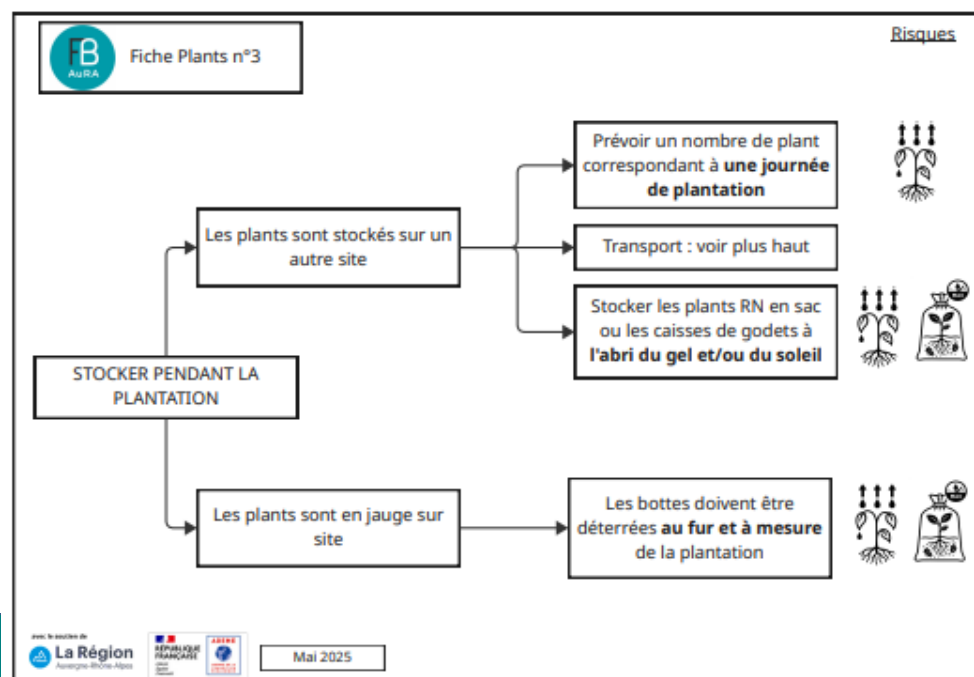 Risques
FB
AuRA
Fiche Plants n°3
Prévoir un nombre de plant
correspondant à une journée
de plantation
Les plants sont stockés sur un
autre site
Transport : voir plus haut
Stocker les plants RN en sac
ou les caisses de godets à
l'abri du gel et/ou du soleil
STOCKER PENDANT LA
PLANTATION
Les plants sont en jauge sur
site
Les bottes doivent être
déterrées au fur et à mesure
de la plantation
avec le soutien de
La Région
Auvergne-Rhône-Alpes
RÉPUBLIQUE
FRANÇAISE
ADEME
Mai 2025